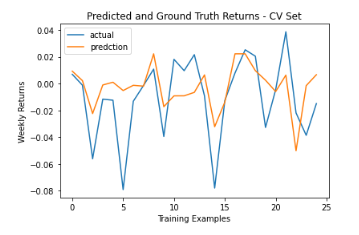 Predicted and Ground Truth Returns - CV Set
0.04
0.02
0.00
−0.02
−0.04
−0.06
−0.08
Weekly Returns
actual
predction
0 5 10 15 20 25
Training Examples